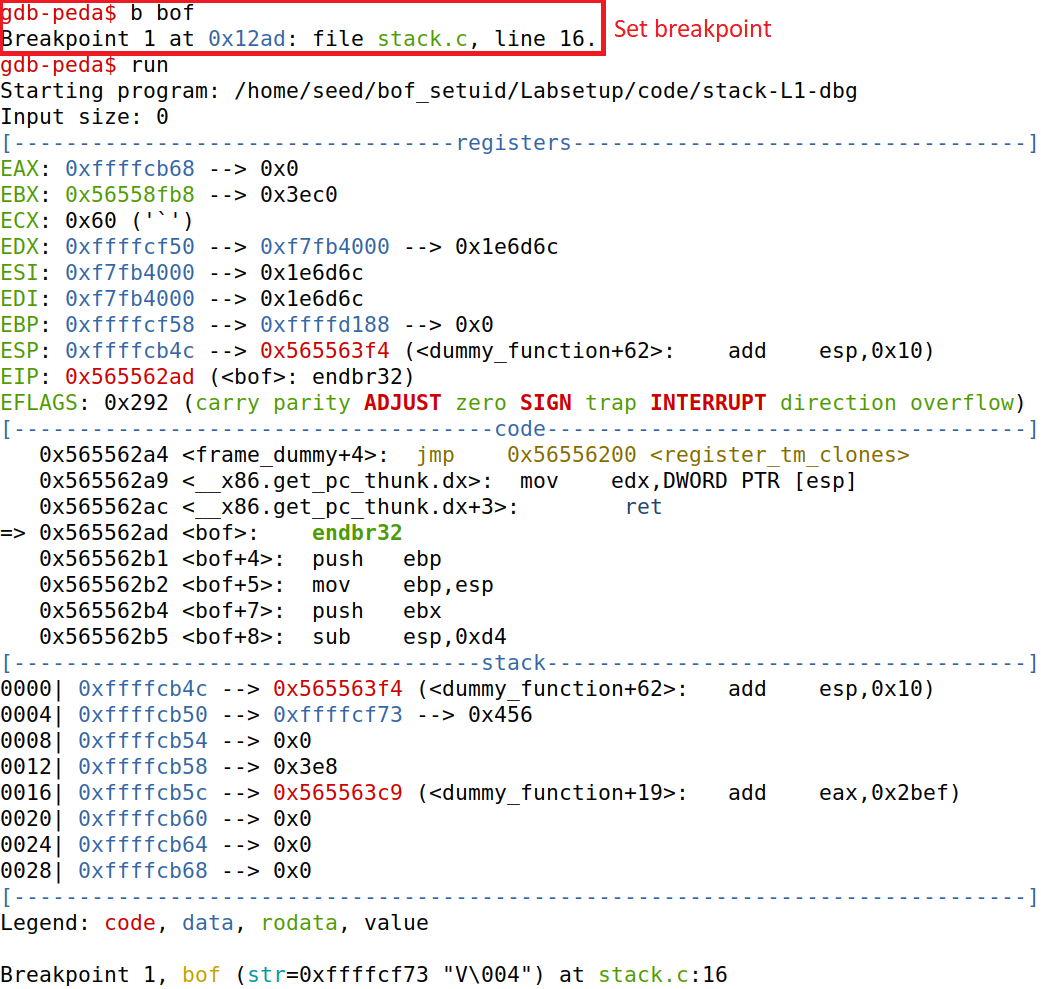 gdb-peda$ b bof
Breakpoint 1 at 0x12ad: file stack.c, line 16.
Set breakpoint
gdb-peda$ run
Starting program: /home/seed/bof_setuid/Labsetup/code/stack-L1-dbg
Input size: 0
[----------------------------------registers-----------------------------------]
EAX: 0xffffcb68 --> 0x0
EBX: 0x56558fb8 --> 0x3ec0
ECX: 0x60 ('`')
EDX: 0xffffcf50 --> 0xf7fb4000 --> 0x1e6d6c
ESI: 0xf7fb4000 --> 0x1e6d6c
EDI: 0xf7fb4000 --> 0x1e6d6c
EBP: 0xffffcf58 --> 0xffffd188 --> 0x0
ESP: 0xffffcb4c --> 0x565563f4 (<dummy_function+62>:    add    esp,0x10)
EIP: 0x565562ad (<bof>: endbr32)
EFLAGS: 0x292 (carry parity ADJUST zero SIGN trap INTERRUPT direction overflow)
[-------------------------------------code-------------------------------------]
   0x565562a4 <frame_dummy+4>:  jmp    0x56556200 <register_tm_clones>
   0x565562a9 <__x86.get_pc_thunk.dx>:  mov    edx,DWORD PTR [esp]
   0x565562ac <__x86.get_pc_thunk.dx+3>:        ret
=> 0x565562ad <bof>:    endbr32
   0x565562b1 <bof+4>:  push   ebp
   0x565562b2 <bof+5>:  mov    ebp,esp
   0x565562b4 <bof+7>:  push   ebx
   0x565562b5 <bof+8>:  sub    esp,0xd4
[------------------------------------stack-------------------------------------]
0000| 0xffffcb4c --> 0x565563f4 (<dummy_function+62>:    add    esp,0x10)
0004| 0xffffcb50 --> 0xffffcf73 --> 0x456
0008| 0xffffcb54 --> 0x0
0012| 0xffffcb58 --> 0x3e8
0016| 0xffffcb5c --> 0x565563c9 (<dummy_function+19>:    add    eax,0x2bef)
0020| 0xffffcb60 --> 0x0
0024| 0xffffcb64 --> 0x0
0028| 0xffffcb68 --> 0x0
[------------------------------------------------------------------------------]
Legend: code, data, rodata, value
Breakpoint 1, bof (str=0xffffcf73 "V\004") at stack.c:16